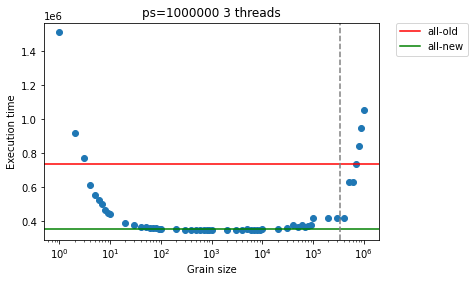 ps=1000000 3 threads
1e6
all-old
all-new
1.4
1.2
1.0
0.8
0.6
0.4
Execution time
10^0
10^1
10^2
10^3
10^4
10^5
10^6
Grain size